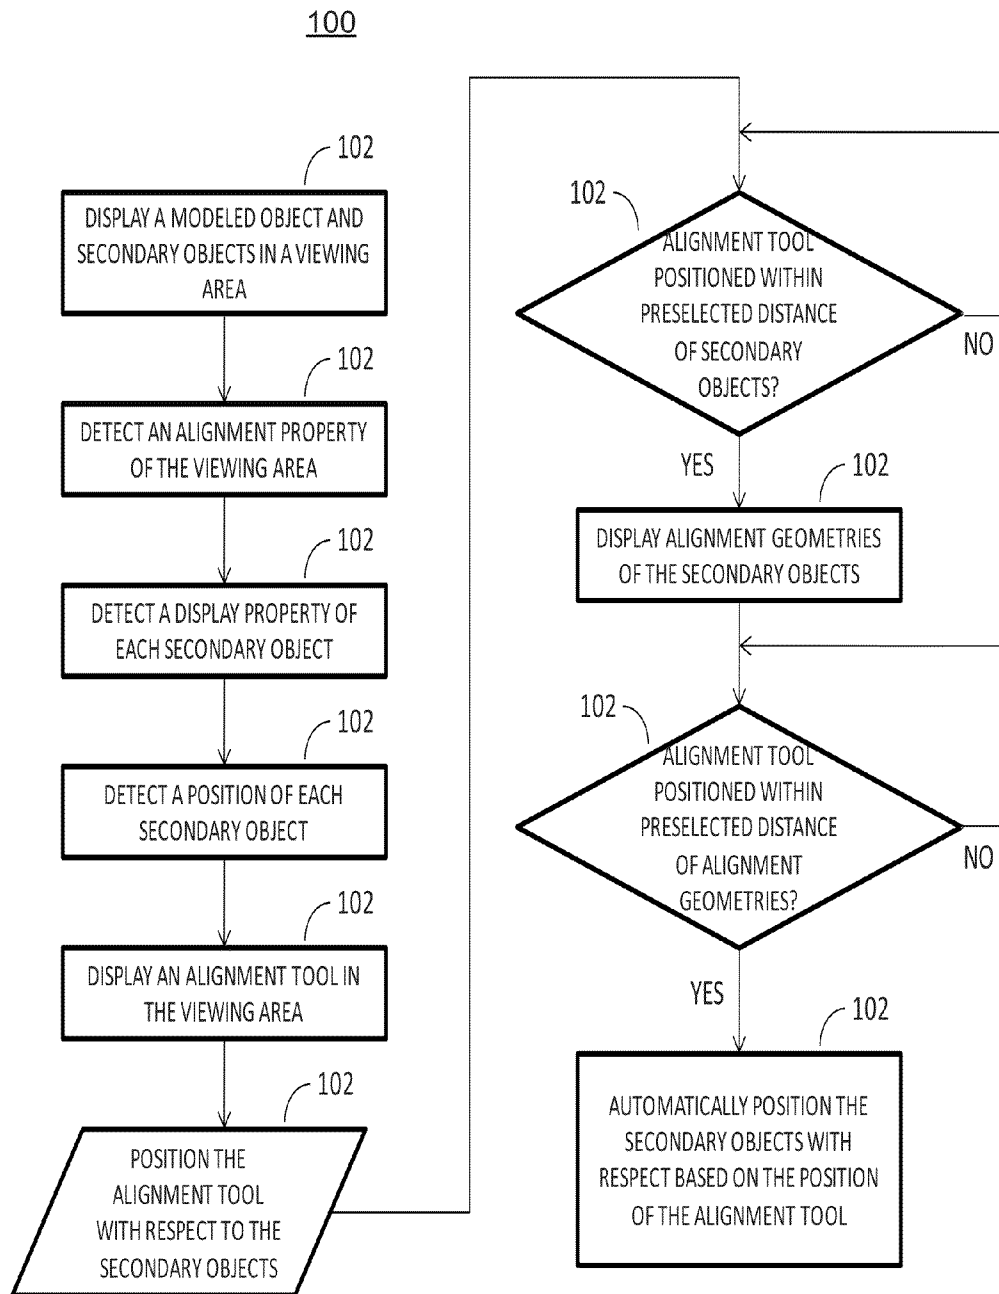 100
102
DISPLAY A MODELED OBJECT AND
SECONDARY OBJECTS IN A VIEWING
AREA
102
DETECT AN ALIGNMENT PROPERTY
OF THE VIEWING AREA
102
DETECT A DISPLAY PROPERTY OF
EACH SECONDARY OBJECT
102
DETECT A POSITION OF EACH
SECONDARY OBJECT
102
DISPLAY AN ALIGNMENT TOOL IN
THE VIEWING AREA
102
POSITION THE
ALIGNMENT TOOL
WITH RESPECT TO THE
SECONDARY OBJECTS
102
ALIGNMENT TOOL
POSITIONED WITHIN
PRESELECTED DISTANCE
OF SECONDARY
OBJECTS?
NO
YES
102
DISPLAY ALIGNMENT GEOMETRIES
OF THE SECONDARY OBJECTS
102
ALIGNMENT TOOL
POSITIONED WITHIN
PRESELECTED DISTANCE
OF ALIGNMENT
GEOMETRIES?
NO
YES
102
AUTOMATICALLY POSITION THE
SECONDARY OBJECTS WITH
RESPECT BASED ON THE POSITION
OF THE ALIGNMENT TOOL